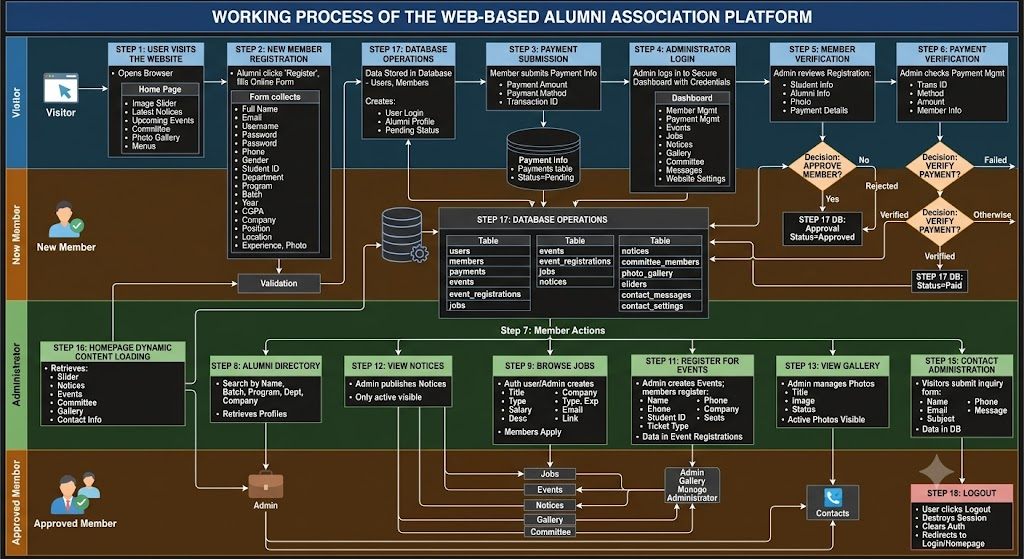 WORKING PROCESS OF THE WEB-BASED ALUMNI ASSOCIATION PLATFORM
Visitor
Visitor
STEP 1: USER VISITS
THE WEBSITE
• Opens Browser
Home Page
• Image Slider
• Latest Notices
• Upcoming Events
• Commilitee
• Photo Gallery
• Menus
STEP 2: NEW MEMBER
REGISTRATION
• Alumni clicks "Register",
fills Online Form
Form collects
• Full Name
• Email
• Username
• Password
• Password
• Phone
• Gender
• Student ID
• Department
• Program
• Batch
• Year
• CGPA
• Company
• Position
• Location
• Experience, Photo
Validation
STEP 17: DATABASE
OPERATIONS
Data Stored in Database
- Users, Members
Creates:
• User Login
• Alumni Profile
• Pending Status
STEP 3: PAYMENT
SUBMISSION
Member submits Payment Info
• Payment Amount
• Payment Mathod
• Transaction ID
Payment Info
• Payments table
• Status=Pending
STEP 4: ADMINISTRATOR
LOGIN
Admin logs in to Secure
Dashboard with Credentials
Dashboard
• Member Mgmt
• Payment Mgmt
• Events
• Jobs
• Notices
• Gallery
• Committee
• Messages
• Website Settings
STEP 5: MEMBER
VERIFICATION
Admin reviews Registration:
• Student Info
• Alumni Info
• Pholo
• Payment Details
Decision:
APPROVE
MEMBER?
No
Rejected
Yes
STEP 17 DB:
Approval
Status=Approved
STEP 6: PAYMENT
VERIFICATION
Admin checks Payment Mgmt
• Trans ID
• Method
• Amount
• Member Info
Decision:
VERIFY
PAYMENT?
Failed
Verified
Decision:
VERIFY
PAYMENT?
Otherwise
Verified
STEP 17 DB:
Status=Paid
Now Member
New Member
STEP 17: DATABASE OPERATIONS
Table
users
members
payments
events
event_registrations
jobs
Table
events
event_registrations
jobs
notices
Table
notices
committee_members
photo_gallery
eliders
contact_messages
contact_settings
Step 7: Member Actions
Administrator
STEP 16: HOMEPAGE DYNAMIC
CONTENT LOADING
• Retrieves:
• Slider
• Notices
• Events
• Committee
• Gallery
• Contact Info
STEP 8: ALUMNI DIRECTORY
• Search by Name,
Batch, Program, Dept,
Company
• Retrieves Profiles
STEP 12: VIEW NOTICES
• Admin publishes Notices
• Only active visible
STEP 9: BROWSE JOBS
• Auth user/Admin creates
• Title
• Type
• Salary
• Desc
• Company
• Type, Exp
• Email
• Link
• Members Apply
STEP 11: REGISTER FOR
EVENTS
• Admin creates Events;
members register:
• Name
• Ehone
• Student ID
• Ticket Type
• Phone
• Company
• Seots
• Data in Event Registrations
STEP 13: VIEW GALLERY
• Admin manages Photos
• Title
• Image
• Status
• Active Photos Visible
STEP 15: CONTACT
ADMINISTRATION
• Visitors submit inquiry
form:
• Name
• Email
• Subject
• Phone
• Message
• Data in DB
Approved Member
Approved Member
Admin
Jobs
Events
Notices
Gallery
Committee
Admin
Gallery
Monogo
Administrator
Contacts
STEP 18: LOGOUT
• User clicks Logout
• Destroys Session
• Clears Auth
• Redirects to
Login/Homepage